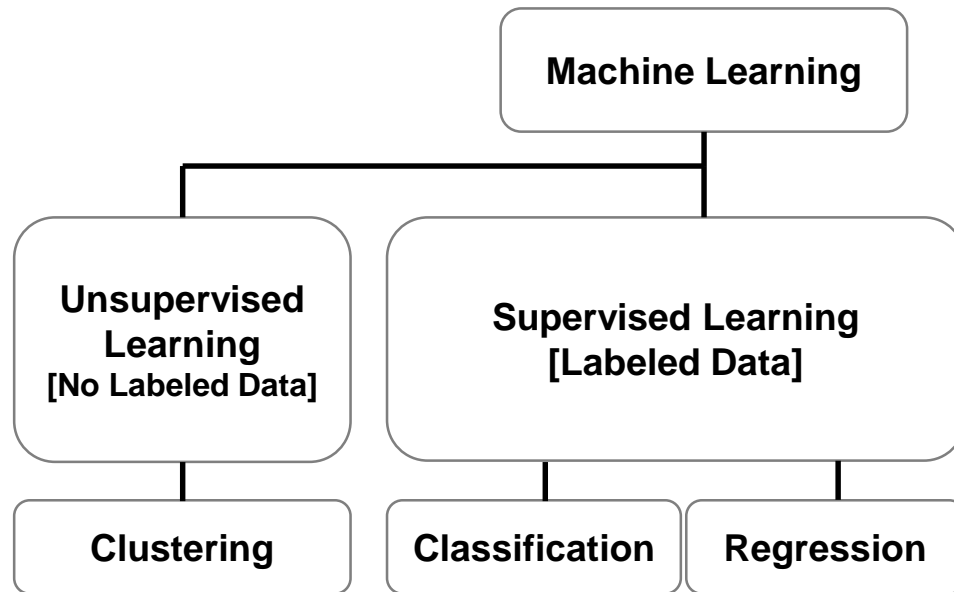 Machine Learning
Unsupervised
Learning
[No Labeled Data]
Supervised Learning
[Labeled Data]
Clustering
Classification
Regression